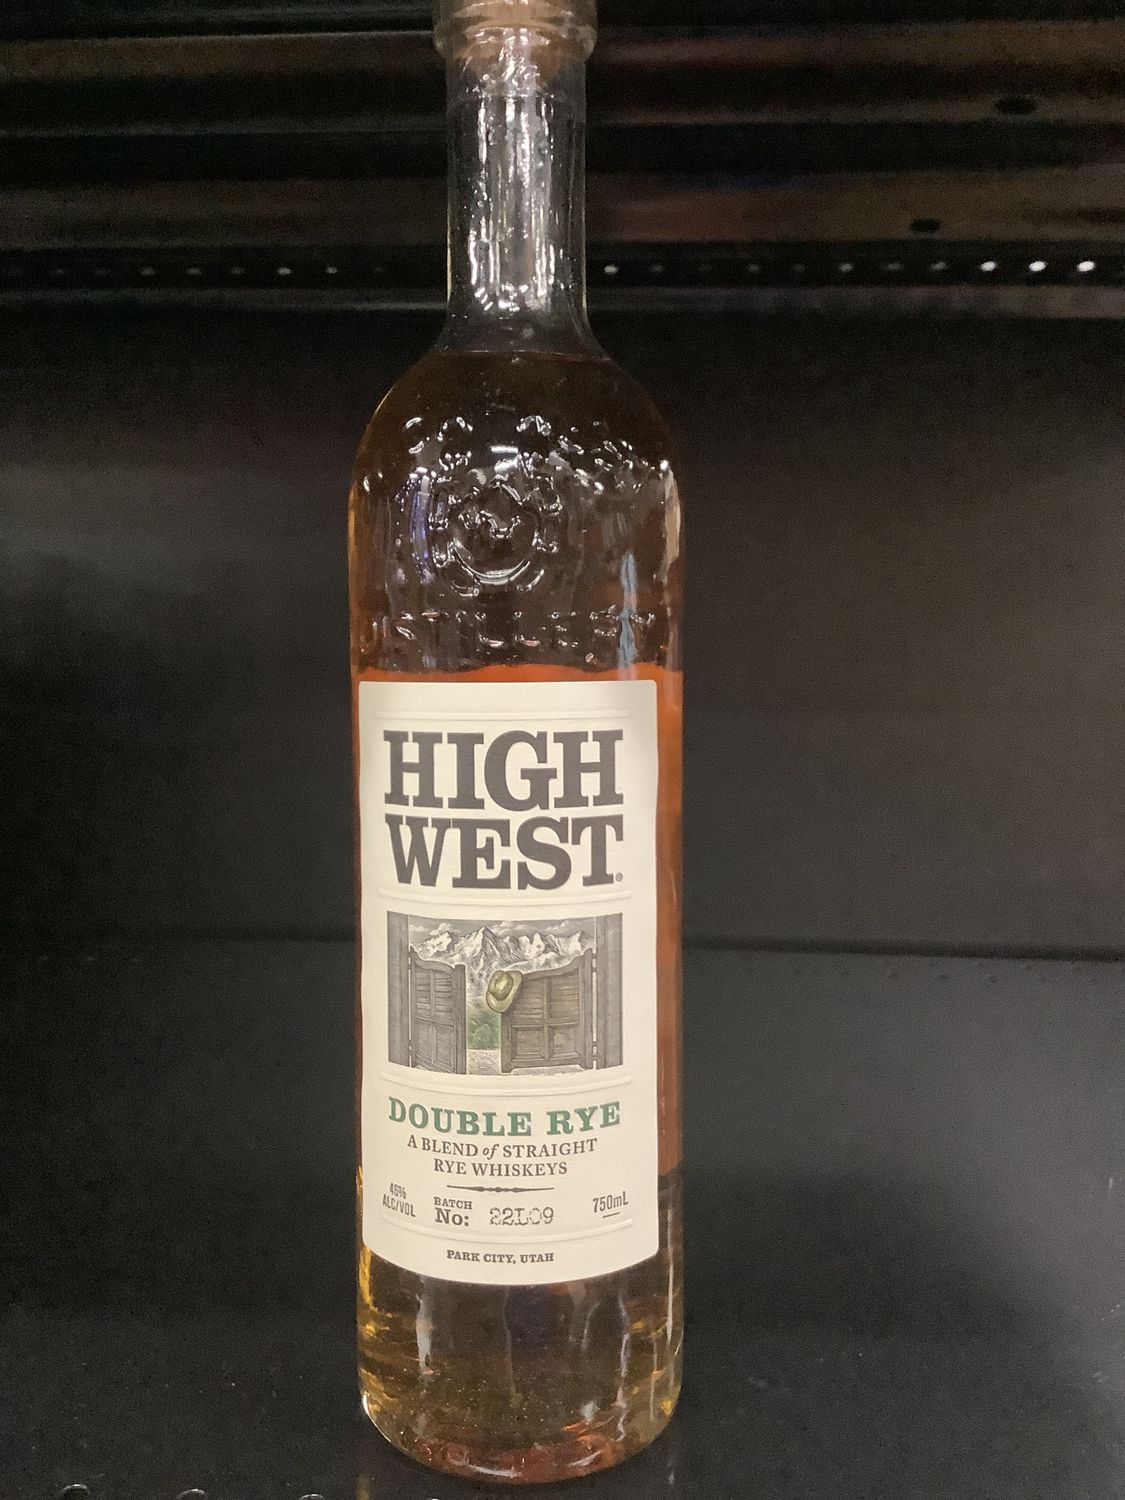 DISTILLERY
HIGH
WEST®
DOUBLE RYE
A BLEND of STRAIGHT
RYE WHISKEYS
46%
ALC/VOL
BATCH
No: 22L09
750mL
PARK CITY, UTAH